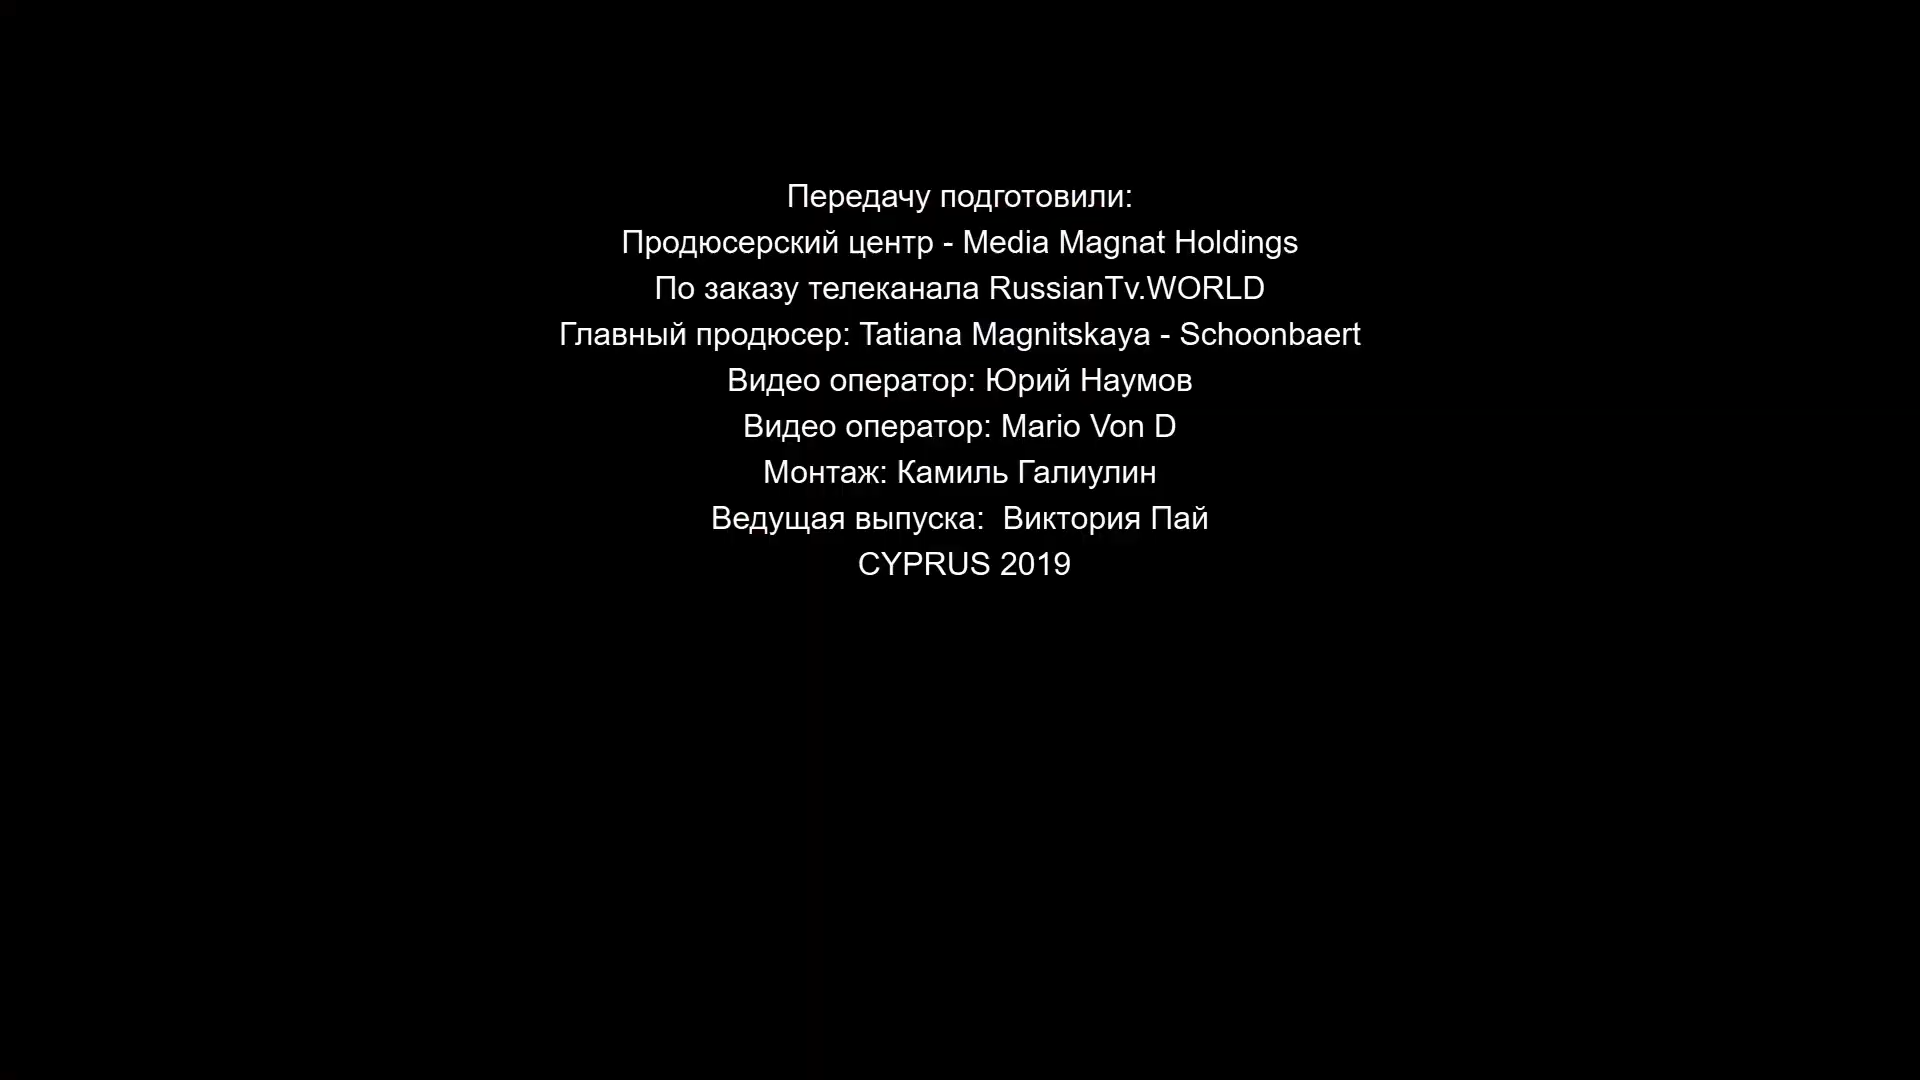 Передачу подготовили:
Продюсерский центр - Media Magnat Holdings
По заказу телеканала RussianTv.WORLD
Главный продюсер: Tatiana Magnitskaya - Schoonbaert
Видео оператор: Юрий Наумов
Видео оператор: Mario Von D
Монтаж: Камиль Галиулин
Ведущая выпуска:  Виктория Пай
CYPRUS 2019